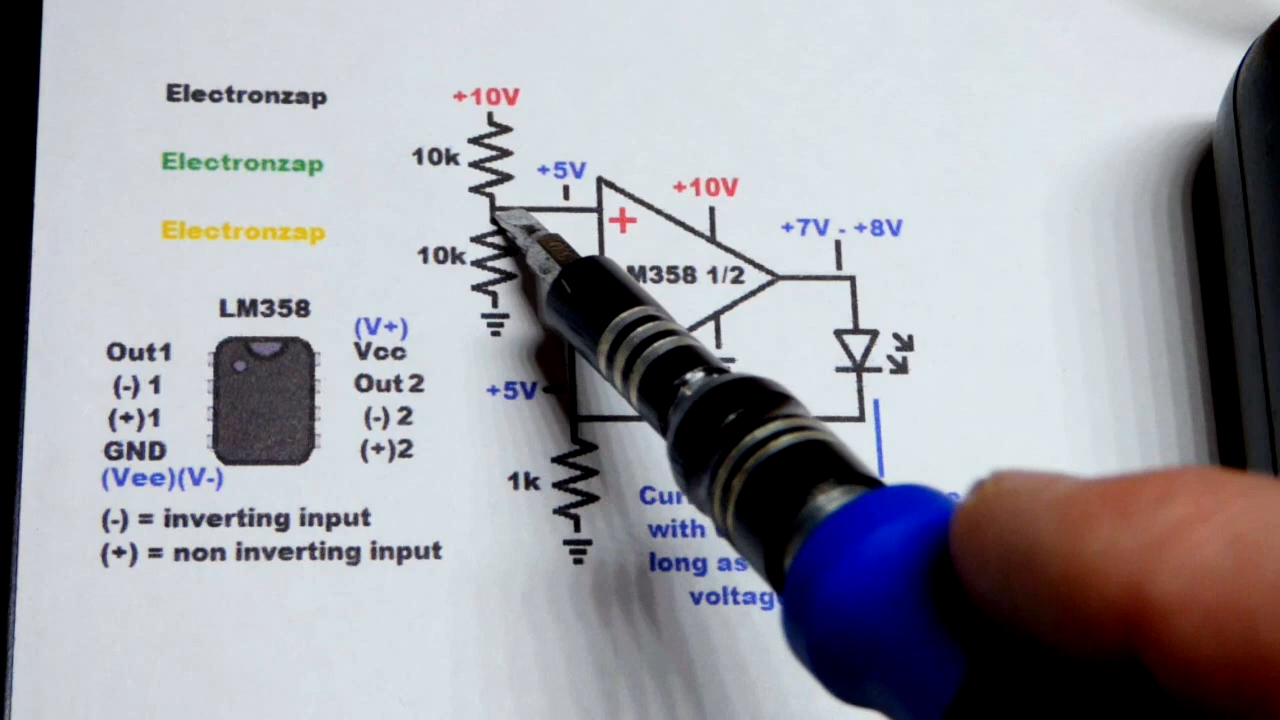 Electronzap
Electronzap
Electronzap
+10V
10k
+5V
+10V
+
+7V - +8V
10k
M358 1/2
LM358
(V+)
Out1
Vcc
(-) 1
Out 2
(+)1
(-) 2
GND
(+)2
(Vee)(V-)
+5V
1k
(-) = inverting input
(+) = non inverting input
with
long as